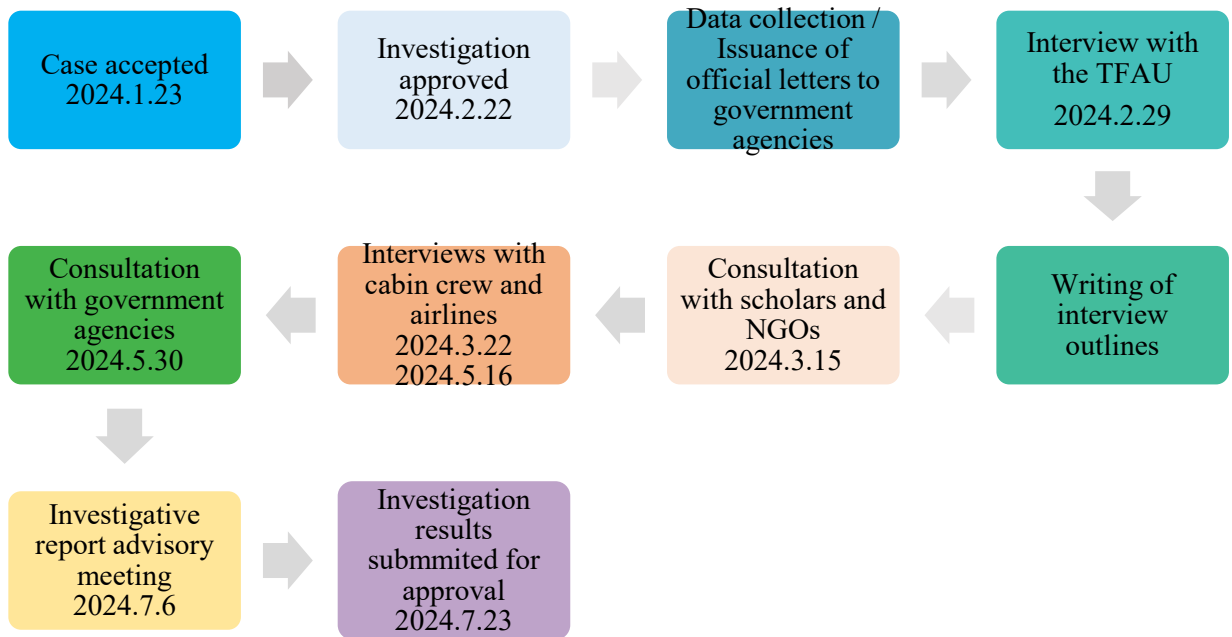 Case accepted
2024.1.23
Investigation
approved
2024.2.22
Data collection /
Issuance of
official letters to
government
agencies
Interview with
the TFAU
2024.2.29
Writing of
interview
outlines
Consultation
with scholars and
NGOs
2024.3.15
Interviews with
cabin crew and
airlines
2024.3.22
2024.5.16
Consultation
with government
agencies
2024.5.30
Investigative
report advisory
meeting
2024.7.6
Investigation
results
submmited for
approval
2024.7.23